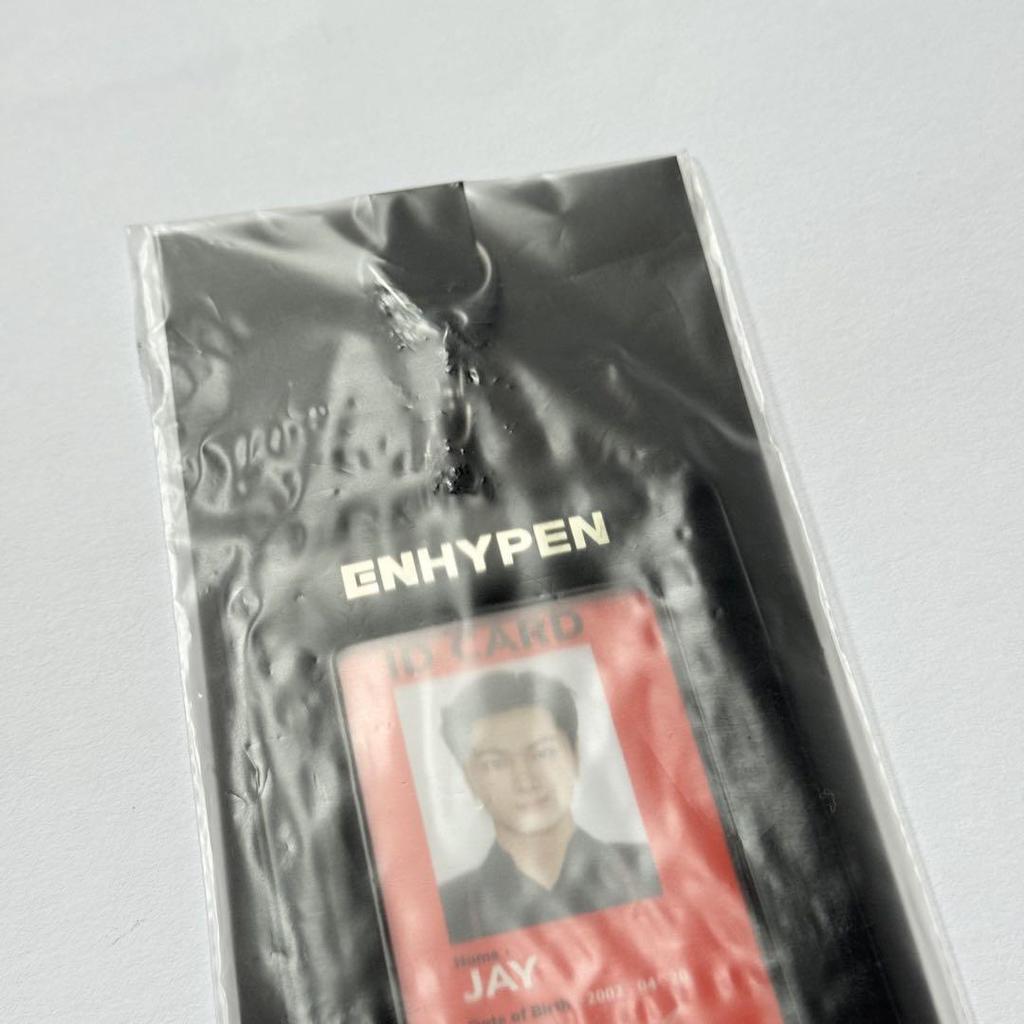 ENHYPEN
ID CARD
Name :
JAY
Date of Birth : 2002 . 04 . 20